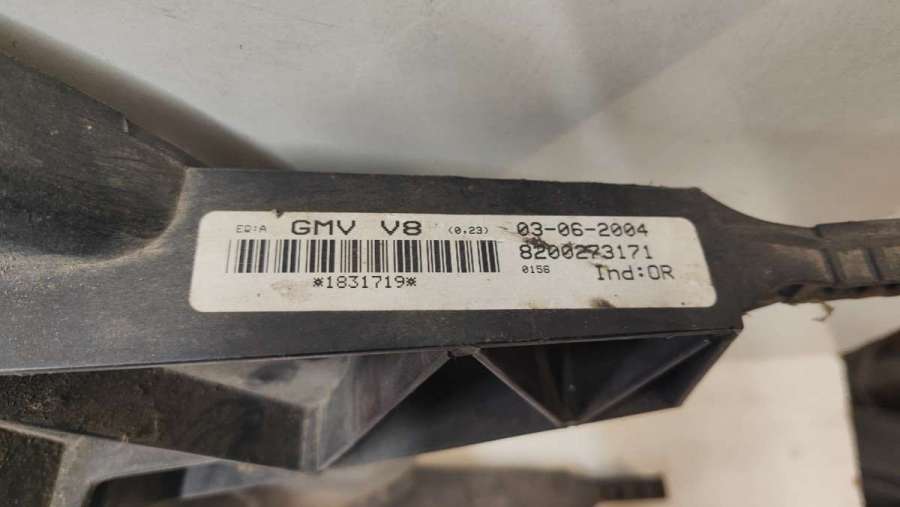 EQ:A GMV V8 (0.23) 03-06-2004
8200273171
*1831719* 0156 Ind:OR